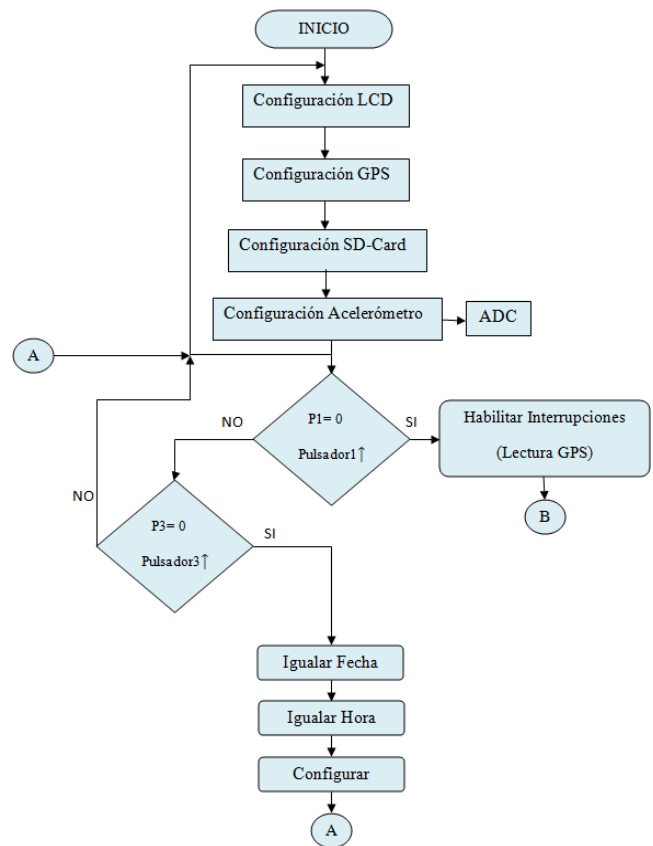 INICIO
Configuración LCD
Configuración GPS
Configuración SD-Card
Configuración Acelerómetro
ADC
A
P1= 0
Pulsador1↑
NO
SI
Habilitar Interrupciones
(Lectura GPS)
B
NO
P3= 0
Pulsador3↑
SI
Igualar Fecha
Igualar Hora
Configurar
A